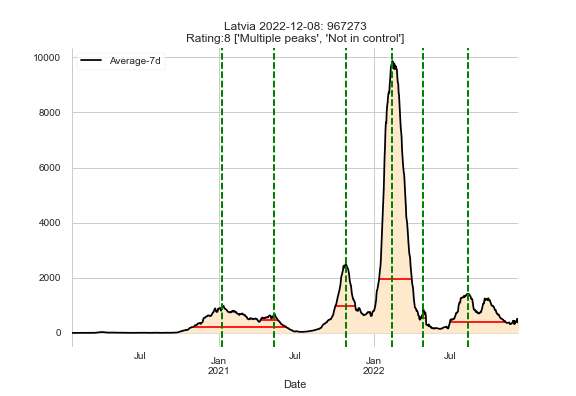 Latvia 2022-12-08: 967273
Rating:8 ['Multiple peaks', 'Not in control']
Average-7d
10000
8000
6000
4000
2000
0
Jul
Jan
2021
Jul
Jan
2022
Jul
Date